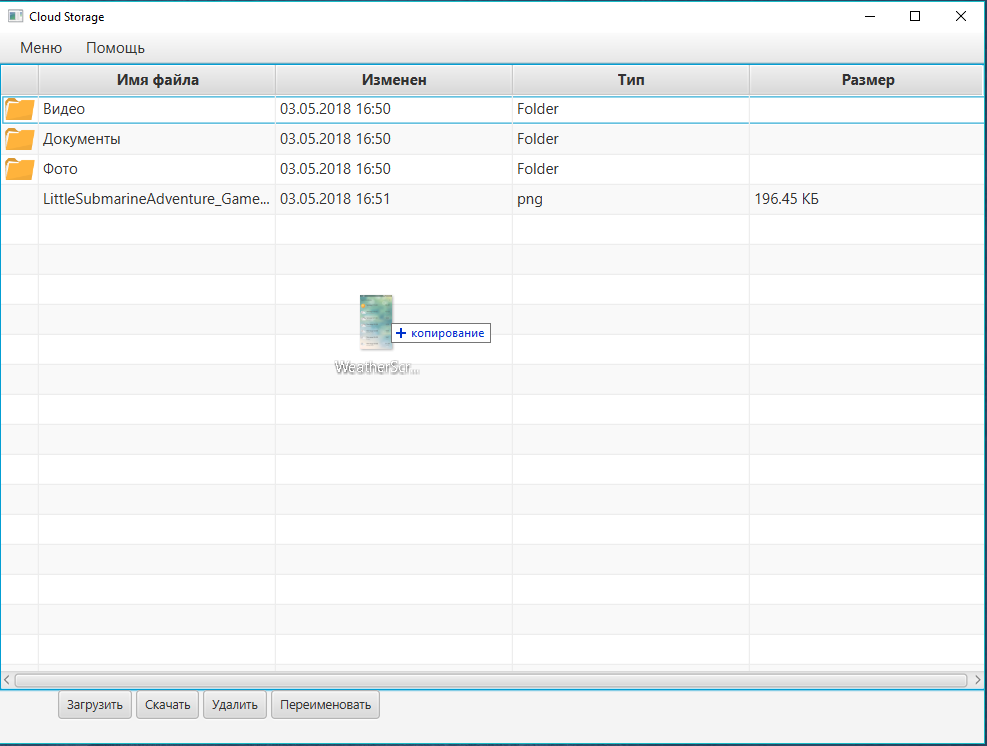 Cloud Storage
Меню Помощь
Имя файла Изменен Тип Размер
Видео 03.05.2018 16:50 Folder
Документы 03.05.2018 16:50 Folder
Фото 03.05.2018 16:50 Folder
LittleSubmarineAdventure_Game... 03.05.2018 16:51 png 196.45 КБ
+ копирование
WeatherScr...
Загрузить Скачать Удалить Переименовать